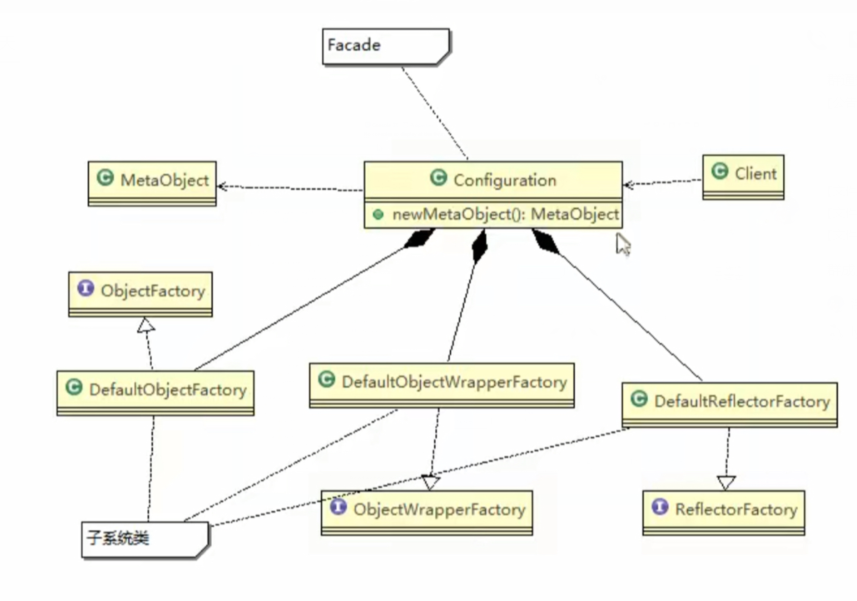 Facade
MetaObject
Configuration
newMetaObject(): MetaObject
Client
ObjectFactory
DefaultObjectFactory
DefaultObjectWrapperFactory
DefaultReflectorFactory
子系统类
ObjectWrapperFactory
ReflectorFactory